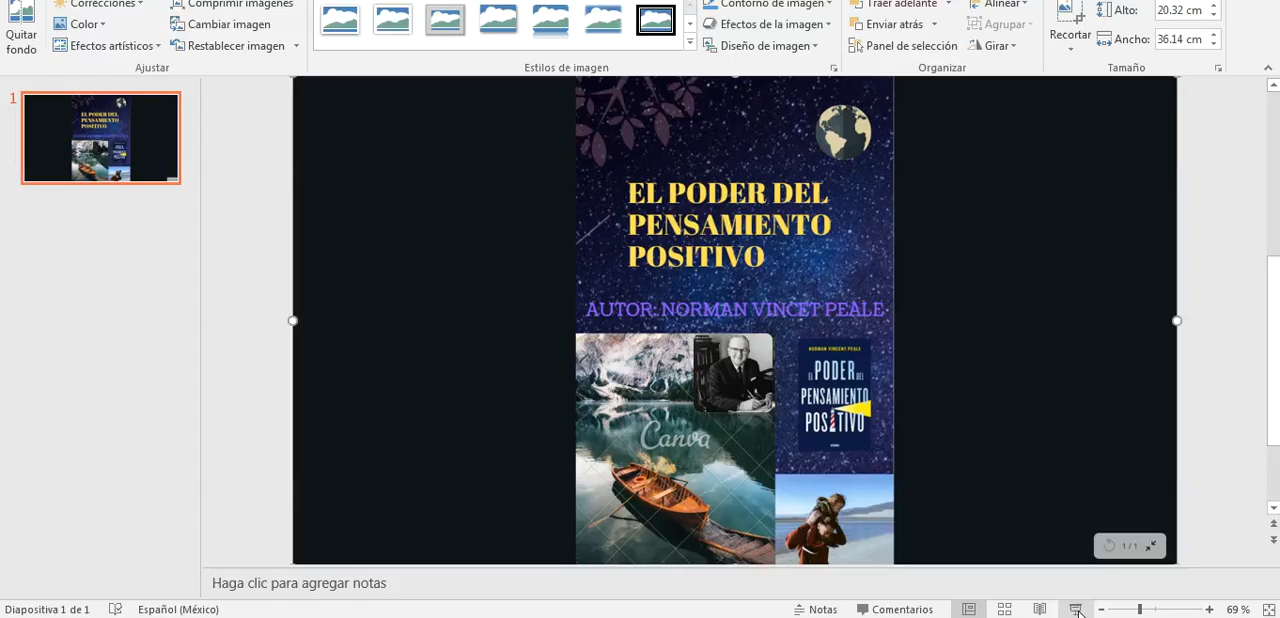 Correcciones
Comprimir imágenes
Contorno de imagen
Traer adelante
Alinear
Alto: 20.32 cm
Quitar fondo
Color
Cambiar imagen
Efectos de la imagen
Enviar atrás
Agrupar
Recortar
Ancho: 36.14 cm
Efectos artísticos
Restablecer imagen
Diseño de imagen
Panel de selección
Girar
Ajustar
Estilos de imagen
Organizar
Tamaño
1
EL PODER DEL
PENSAMIENTO
POSITIVO
AUTOR: NORMAN VINCET PEALE
NORMAN VINCENT PEALE
EL PODER DEL
PENSAMIENTO
POSITIVO
Canva
1/1
Haga clic para agregar notas
Diapositiva 1 de 1
Español (México)
Notas
Comentarios
69 %